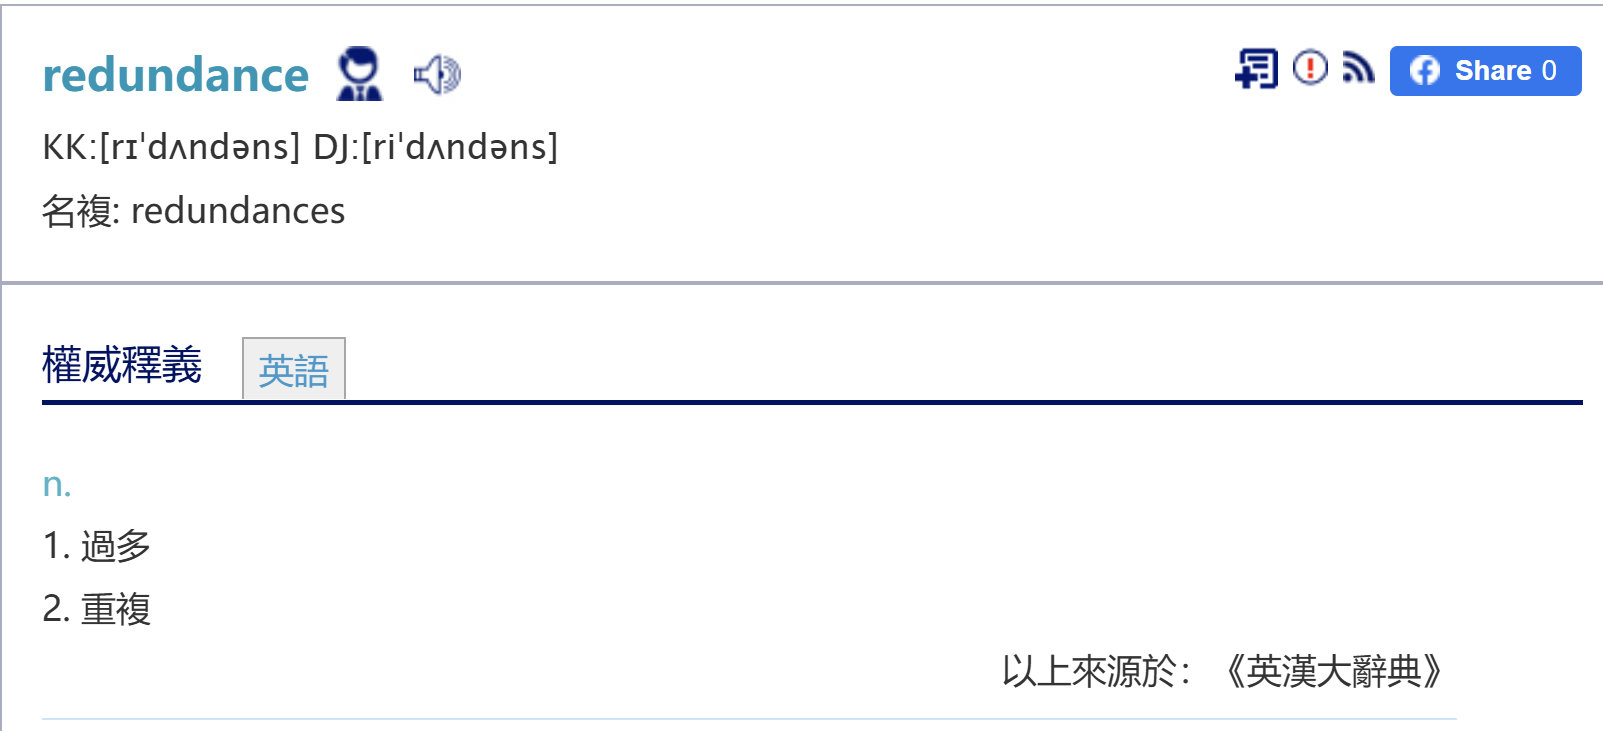 redundance
Share 0
KK:[rɪˈdʌndəns] DJ:[riˈdʌndəns]
名複: redundances
權威釋義 英語
n.
1. 過多
2. 重複
以上來源於：《英漢大辭典》